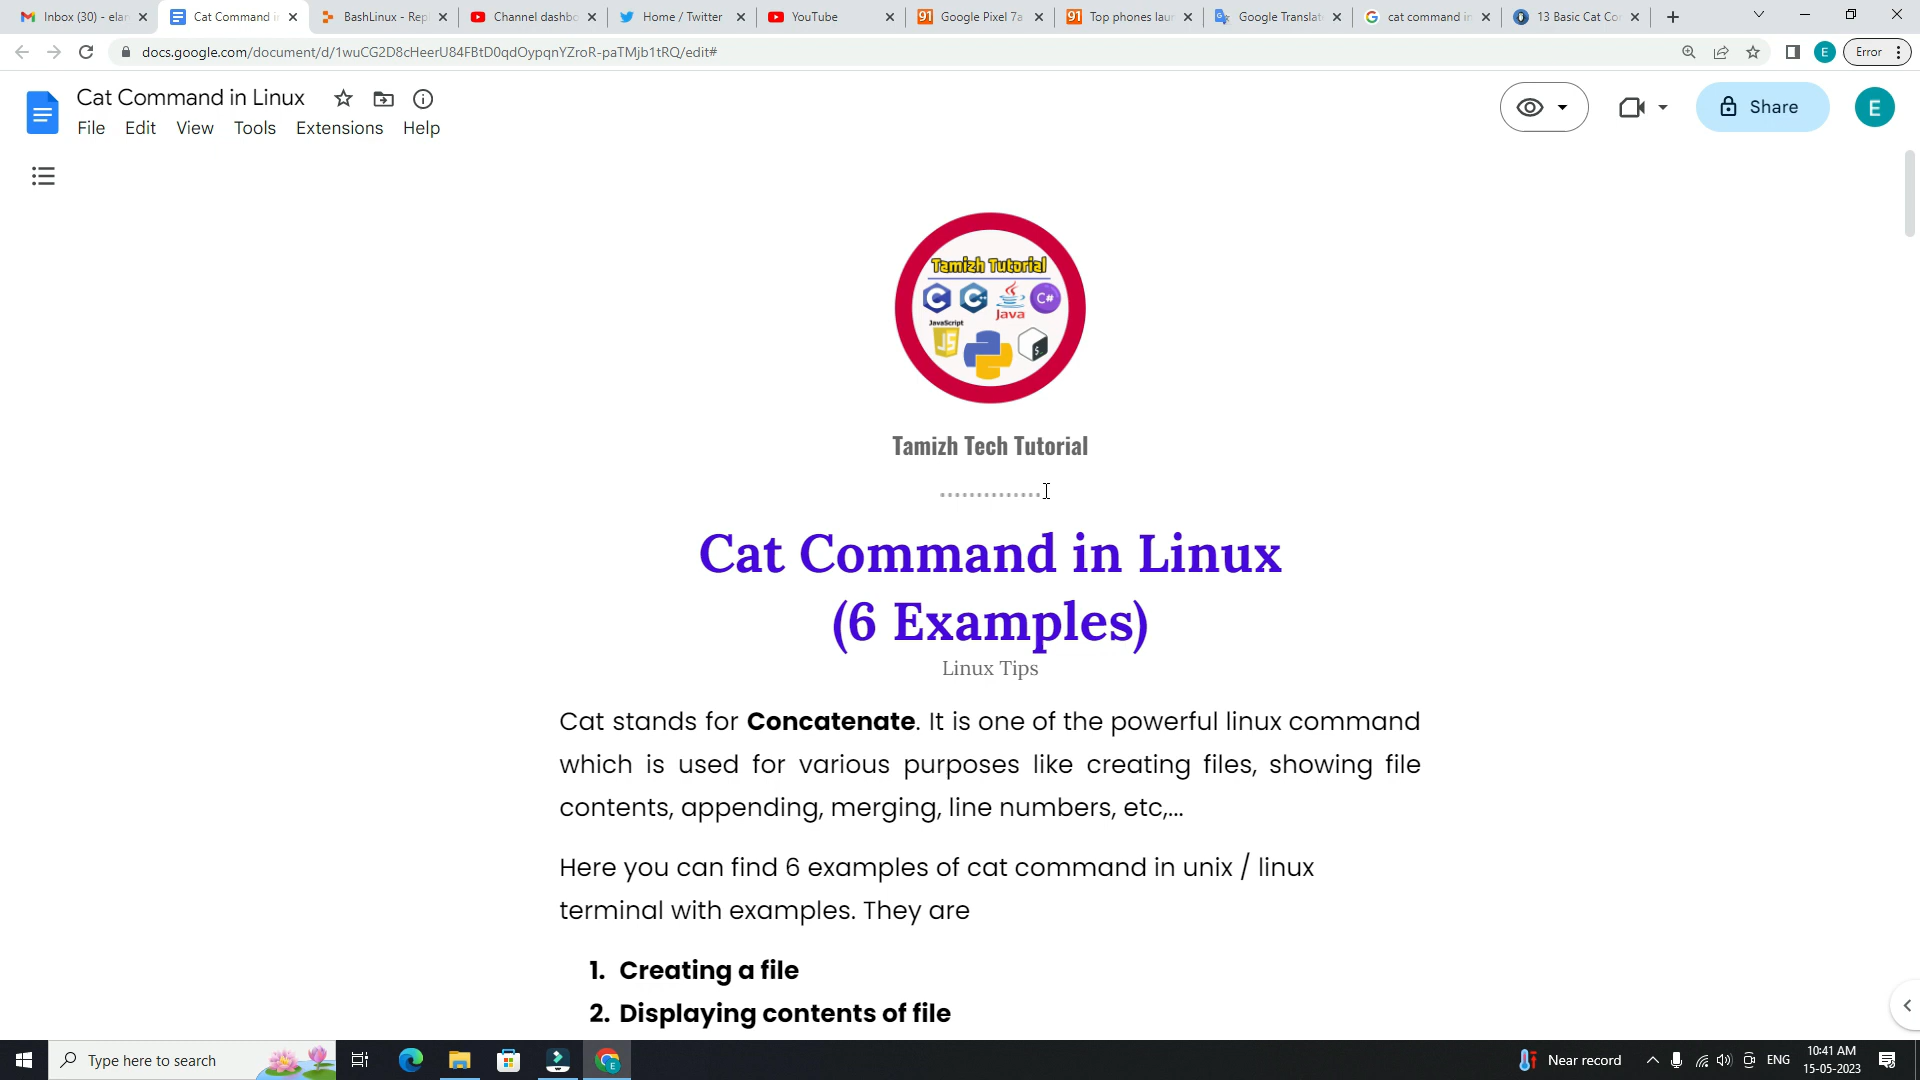 Inbox (30) - elan
Cat Command in
BashLinux - Repl
Channel dashbo
Home / Twitter
YouTube
Google Pixel 7a
Top phones laun
Google Translat
cat command in
13 Basic Cat Co
docs.google.com/document/d/1wuCG2D8cHeerU84FBtD0qdOypqnYZroR-paTMjb1tRQ/edit#
E
Error
Cat Command in Linux
File Edit View Tools Extensions Help
Share
E
Tamizh Tutorial
C C++ Java C#
JavaScript
JS
$
Tamizh Tech Tutorial
..............
Cat Command in Linux
(6 Examples)
Linux Tips
Cat stands for Concatenate. It is one of the powerful linux command
which is used for various purposes like creating files, showing file
contents, appending, merging, line numbers, etc,...
Here you can find 6 examples of cat command in unix / linux
terminal with examples. They are
1. Creating a file
2. Displaying contents of file
Type here to search
Near record
ENG
10:41 AM
15-05-2023